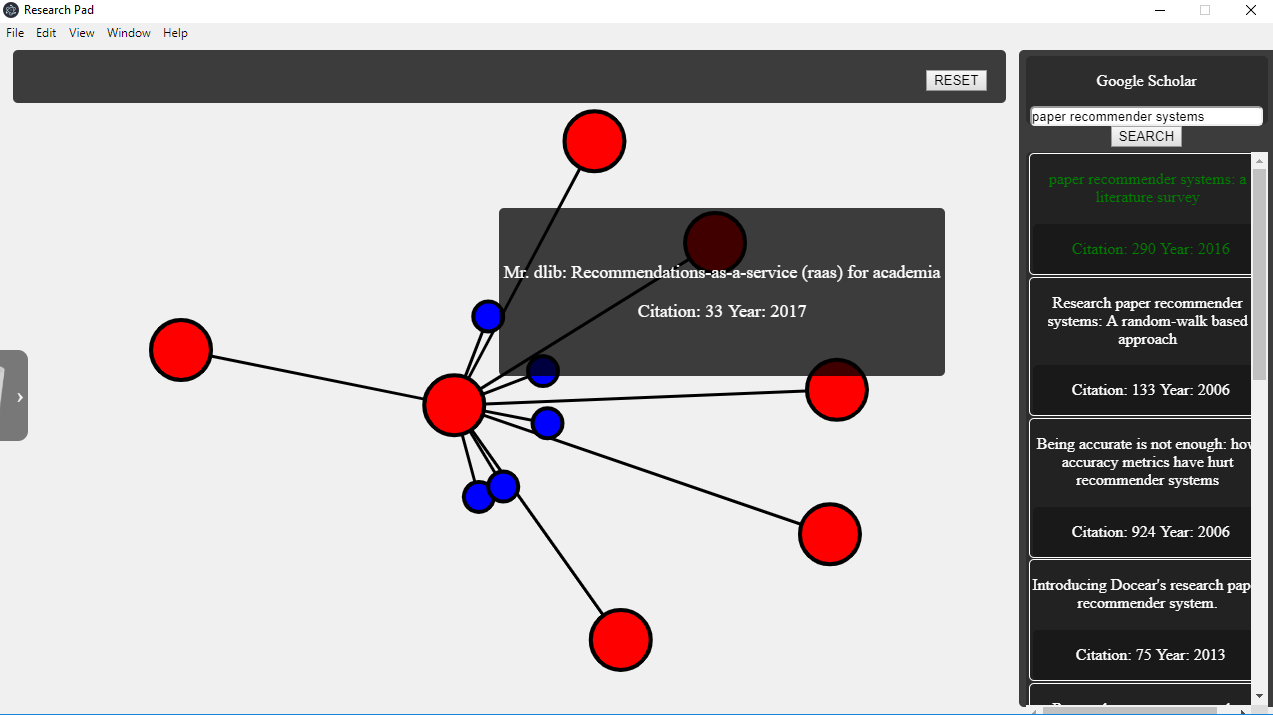 Research Pad
File Edit View Window Help
RESET
Mr. dlib: Recommendations-as-a-service (raas) for academia
Citation: 33 Year: 2017
Google Scholar
paper recommender systems
SEARCH
paper recommender systems: a
literature survey
Citation: 290 Year: 2016
Research paper recommender
systems: A random-walk based
approach
Citation: 133 Year: 2006
Being accurate is not enough: how
accuracy metrics have hurt
recommender systems
Citation: 924 Year: 2006
Introducing Docear's research pap
recommender system.
Citation: 75 Year: 2013